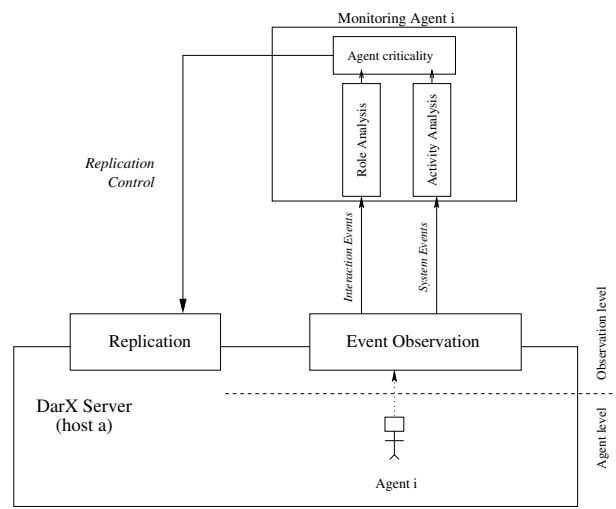 Monitoring Agent i
Agent criticality
Role Analysis
Activity Analysis
Replication
Control
Interaction Events
System Events
Replication
Event Observation
Observation level
DarX Server
(host a)
Agent level
Agent i